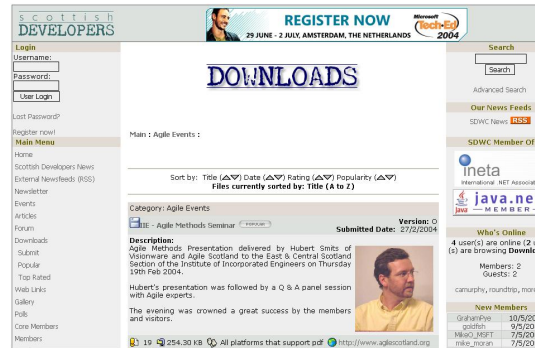 scottish
DEVELOPERS
REGISTER NOW
29 JUNE - 2 JULY, AMSTERDAM, THE NETHERLANDS
Microsoft
Tech·Ed
2004
Login
Username:
Password:
User Login
Lost Password?
Register now!
Main Menu
Home
Scottish Developers News
External Newsfeeds (RSS)
Newsletter
Events
Articles
Forum
Downloads
Submit
Popular
Top Rated
Web Links
Gallery
Polls
Core Members
Members
DOWNLOADS
Main : Agile Events :
Sort by: Title (△▽) Date (△▽) Rating (△▽) Popularity (△▽)
Files currently sorted by: Title (A to Z)
Category: Agile Events
IIE - Agile Methods Seminar POPULAR
Version: O
Submitted Date: 27/2/2004
Description:
Agile Methods Presentation delivered by Hubert Smits of
Visionware and Agile Scotland to the East & Central Scotland
Section of the Institute of Incorporated Engineers on Thursday
19th Feb 2004.
Hubert's presentation was followed by a Q & A panel session
with Agile experts.
The evening was crowned a great success by the members
and visitors.
19 254.30 KB All platforms that support pdf http://www.agilescotland.org
Search
Search
Advanced Search
Our News Feeds
SDWC News RSS
SDWC Member Of
ineta
International .NET Associat
java.ne
Java MEMBER
Who's Online
4 user(s) are online (2
(s) are browsing Downlo
Members: 2
Guests: 2
camurphy, roundtrip, more
New Members
GrahamPye 10/5/20
goldfish 9/5/20
MikeO_MSFT 7/5/20
mike_moran 7/5/20